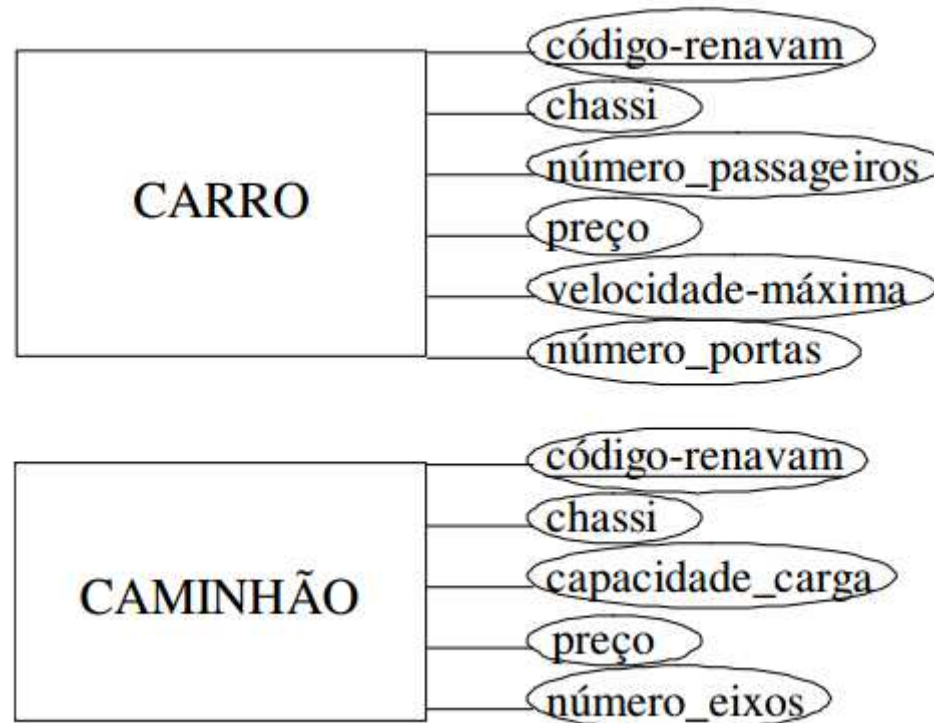 CARRO
código-renavam
chassi
número_passageiros
preço
velocidade-máxima
número_portas
CAMINHÃO
código-renavam
chassi
capacidade_carga
preço
número_eixos